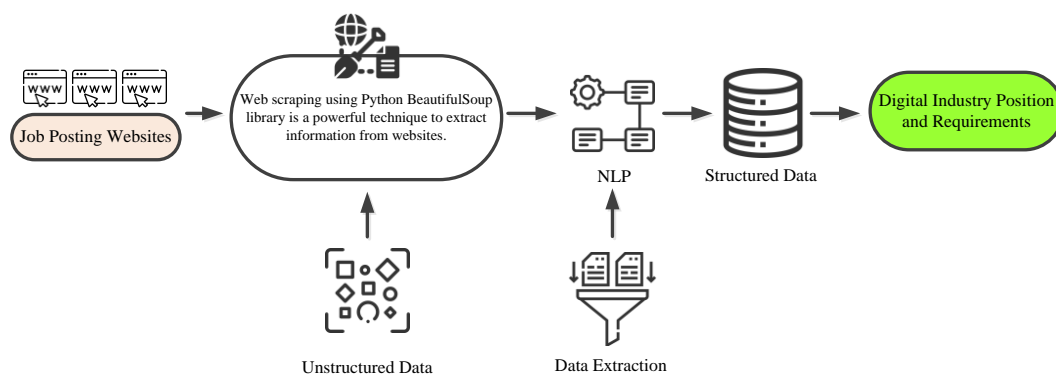 WWW WWW WWW
Job Posting Websites
Web scraping using Python BeautifulSoup
library is a powerful technique to extract
information from websites.
NLP
Structured Data
Digital Industry Position
and Requirements
Unstructured Data
Data Extraction